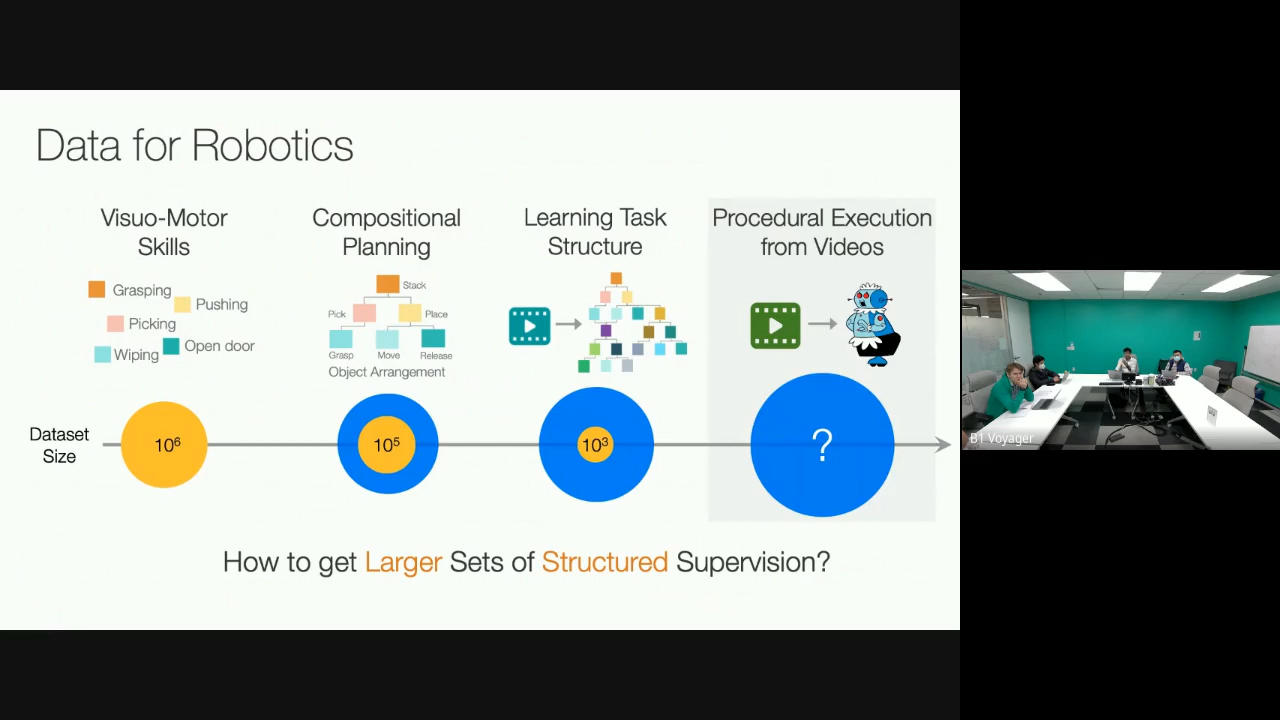 Data for Robotics
Visuo-Motor
Skills
Grasping
Pushing
Picking
Open door
Wiping
Compositional
Planning
Stack
Pick
Place
Grasp
Move
Release
Object Arrangement
Learning Task
Structure
Procedural Execution
from Videos
Dataset
Size
10⁶
10⁵
10³
?
How to get Larger Sets of Structured Supervision?
B1 Voyager